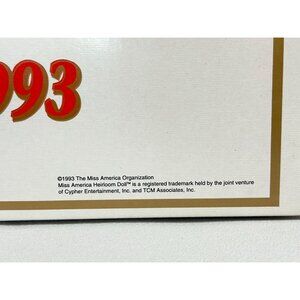 993
©1993 The Miss America Organization
Miss America Heirloom Doll™ is a registered trademark held by the joint venture
of Cypher Entertainment, Inc. and TCM Associates, Inc.